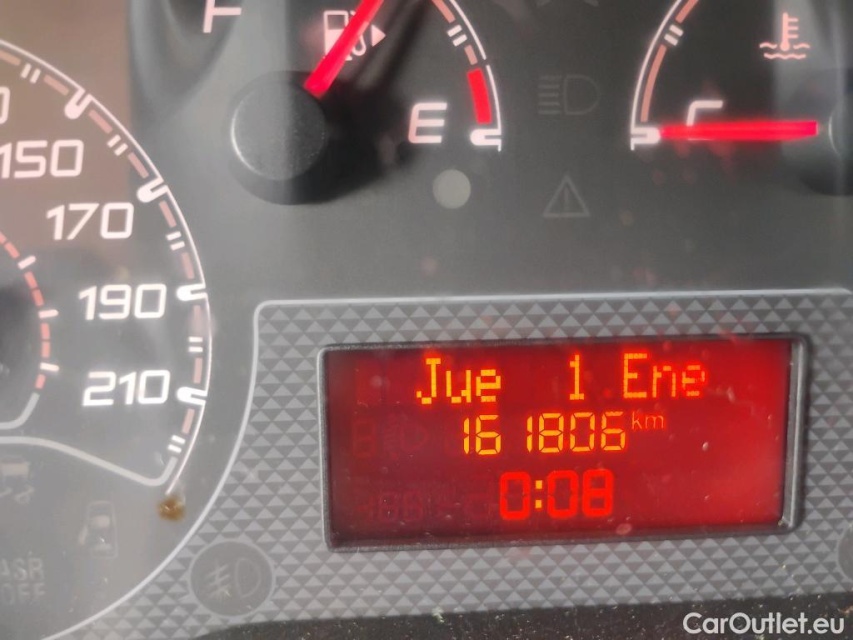 150
170
190
210
E
C
Jue 1 Ene
161806 km
0:08
ASR
OFF
CarOutlet.eu